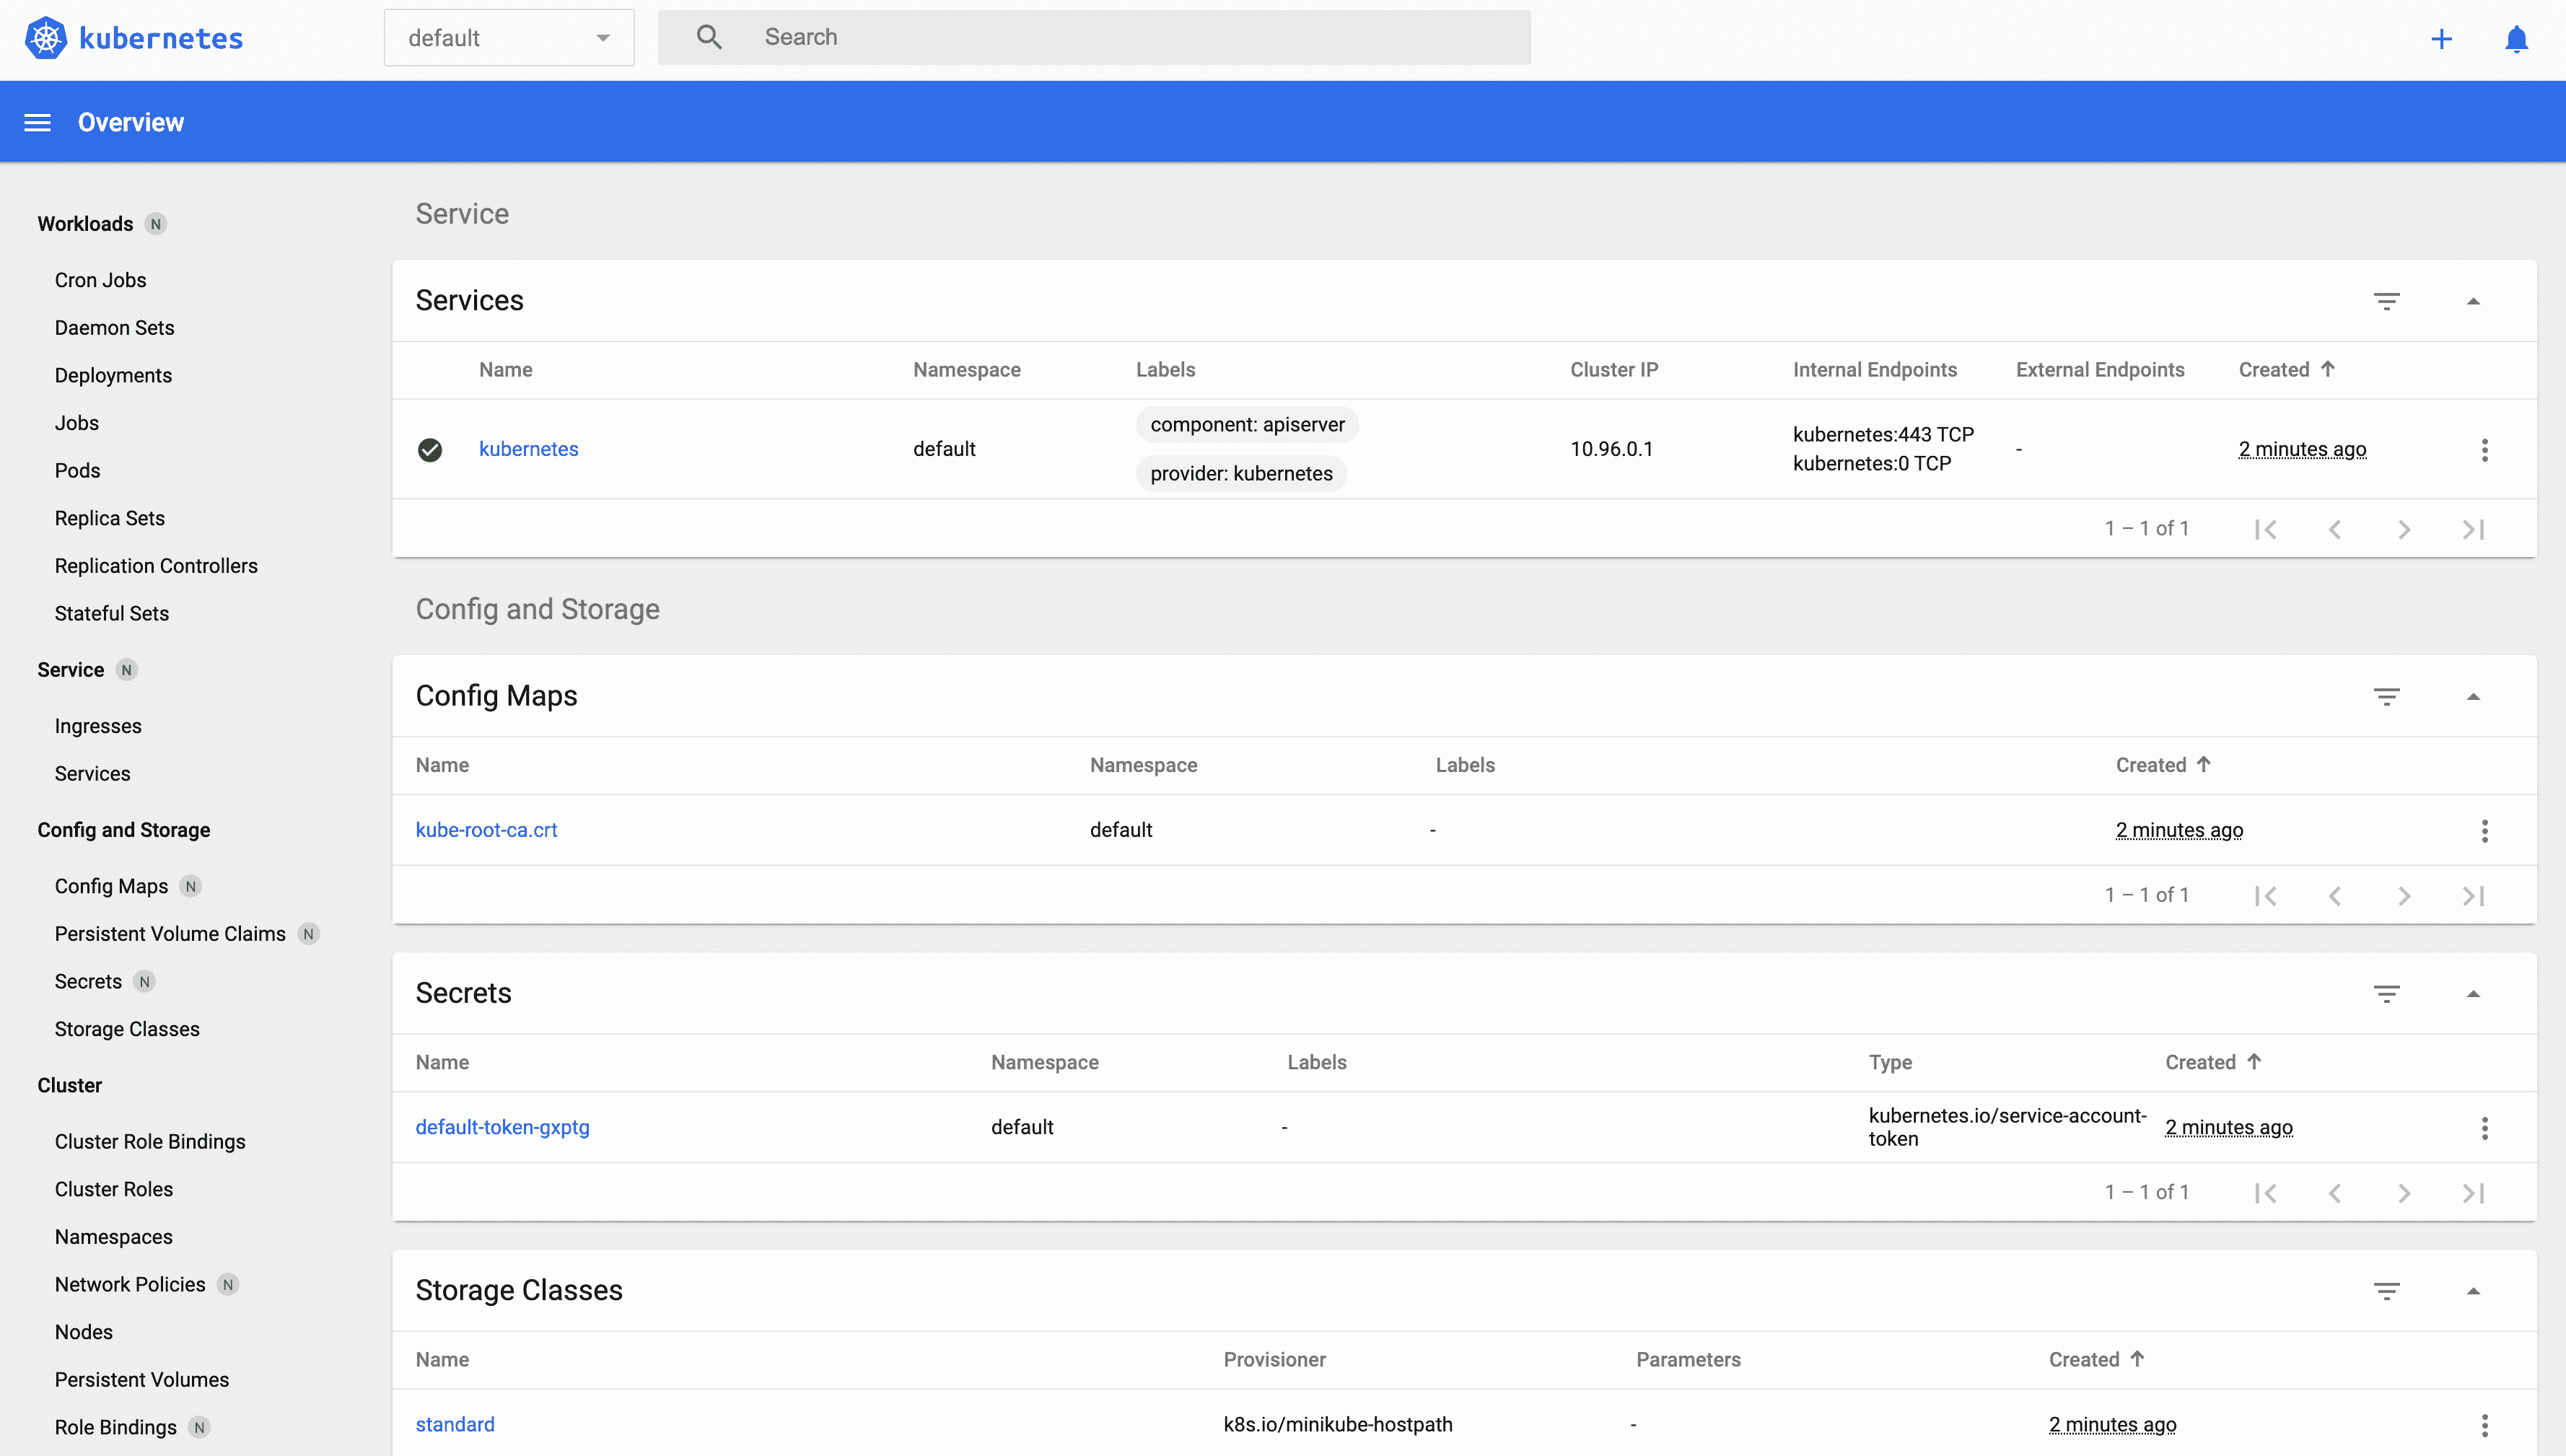 kubernetes
default
Search
Overview
Workloads N
Cron Jobs
Daemon Sets
Deployments
Jobs
Pods
Replica Sets
Replication Controllers
Stateful Sets
Service N
Ingresses
Services
Config and Storage
Config Maps N
Persistent Volume Claims N
Secrets N
Storage Classes
Cluster
Cluster Role Bindings
Cluster Roles
Namespaces
Network Policies N
Nodes
Persistent Volumes
Role Bindings N
Service
Services
Name Namespace Labels Cluster IP Internal Endpoints External Endpoints Created
kubernetes default component: apiserver 10.96.0.1 kubernetes:443 TCP - 2 minutes ago
provider: kubernetes kubernetes:0 TCP
1 – 1 of 1
Config and Storage
Config Maps
Name Namespace Labels Created
kube-root-ca.crt default - 2 minutes ago
1 – 1 of 1
Secrets
Name Namespace Labels Type Created
default-token-gxptg default - kubernetes.io/service-account- 2 minutes ago
token
1 – 1 of 1
Storage Classes
Name Provisioner Parameters Created
standard k8s.io/minikube-hostpath - 2 minutes ago